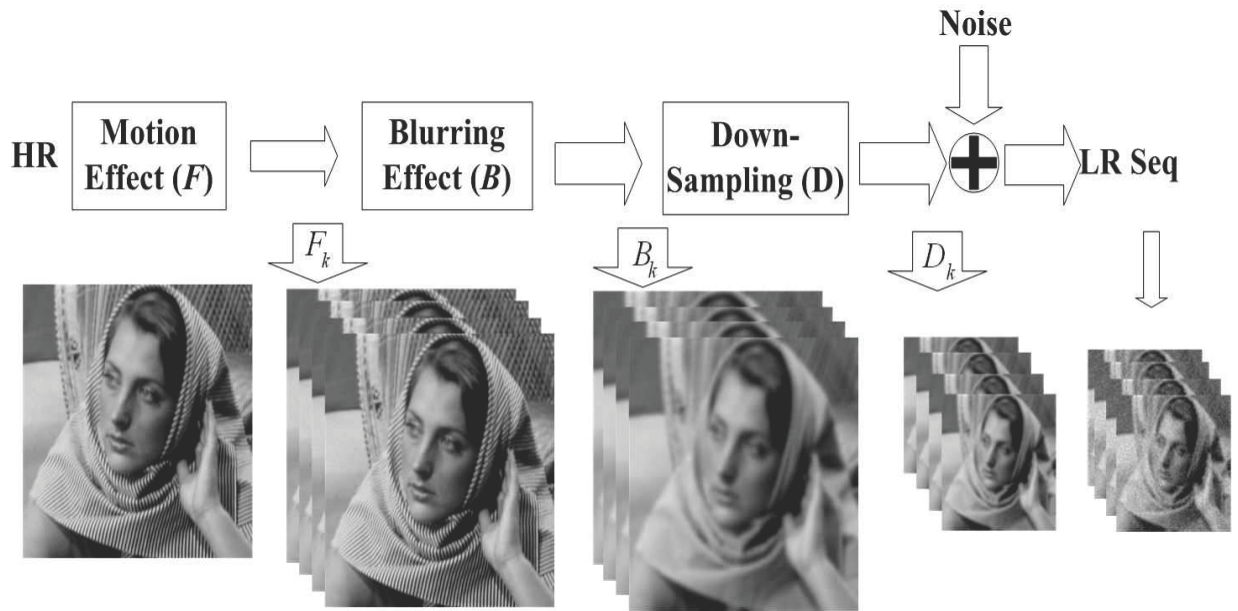 Noise
HR
Motion
Effect (F)
Blurring
Effect (B)
Down-
Sampling (D)
LR Seq
F_k
B_k
D_k